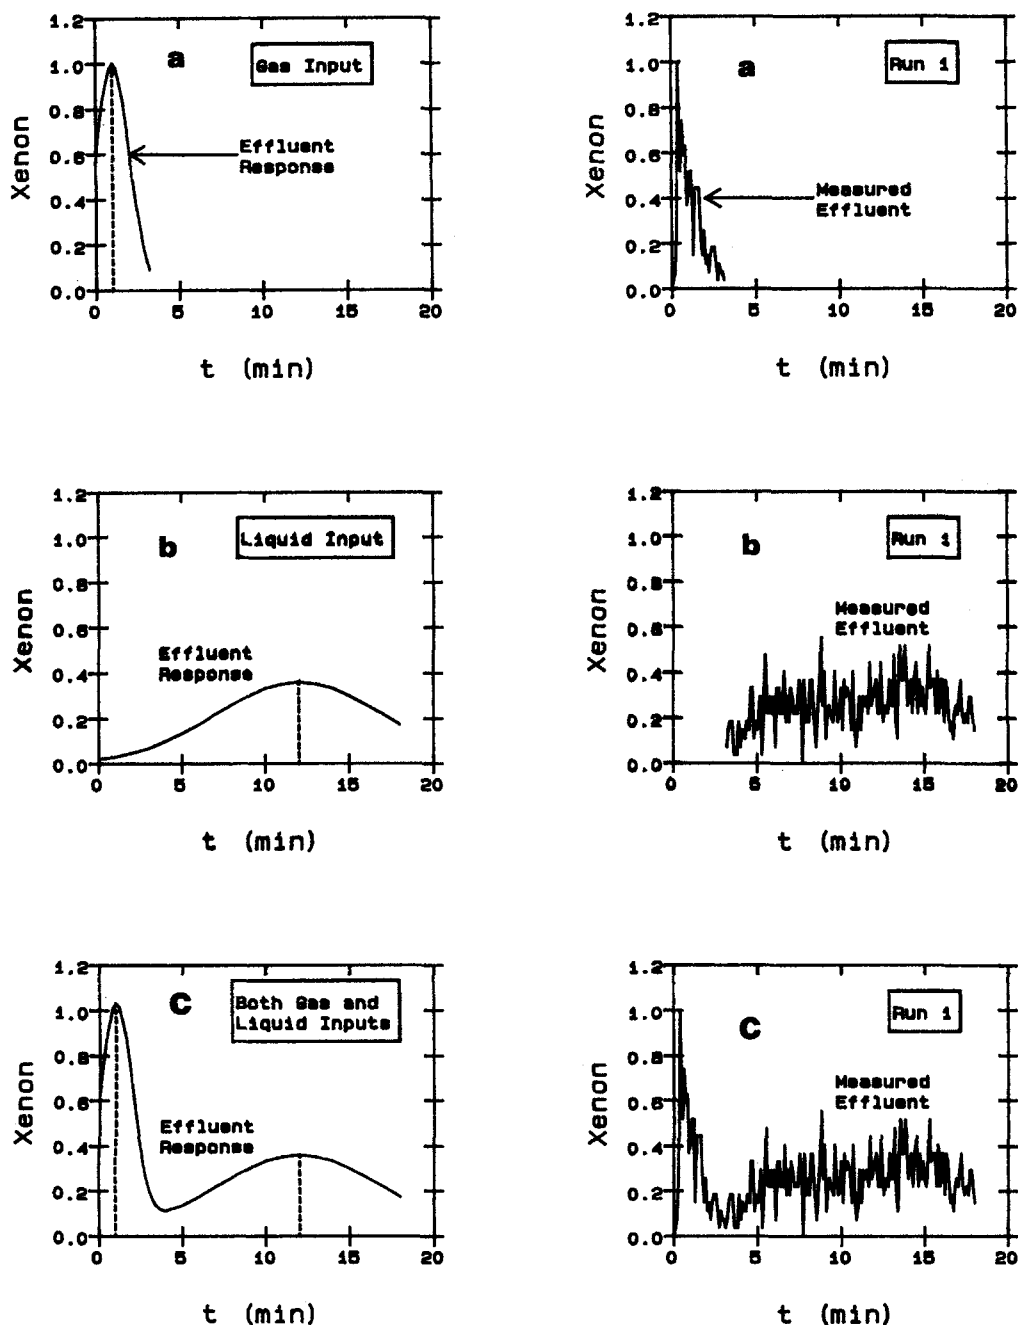 1.2
a
Gas Input
1.0
0.8
Effluent
Response
0.6
0.4
0.2
0.0
0 5 10 15 20
Xenon
t (min)
1.2
a
Run 1
1.0
0.8
0.6
Measured
Effluent
0.4
0.2
0.0
0 5 10 15 20
Xenon
t (min)
1.2
b
Liquid Input
1.0
0.8
0.6
Effluent
Response
0.4
0.2
0.0
0 5 10 15 20
Xenon
t (min)
1.2
b
Run 1
1.0
0.8
Measured
Effluent
0.6
0.4
0.2
0.0
0 5 10 15 20
Xenon
t (min)
1.2
c
Both Gas and
Liquid Inputs
1.0
0.8
0.6
Effluent
Response
0.4
0.2
0.0
0 5 10 15 20
Xenon
t (min)
1.2
c
Run 1
1.0
0.8
Measured
Effluent
0.6
0.4
0.2
0.0
0 5 10 15 20
Xenon
t (min)